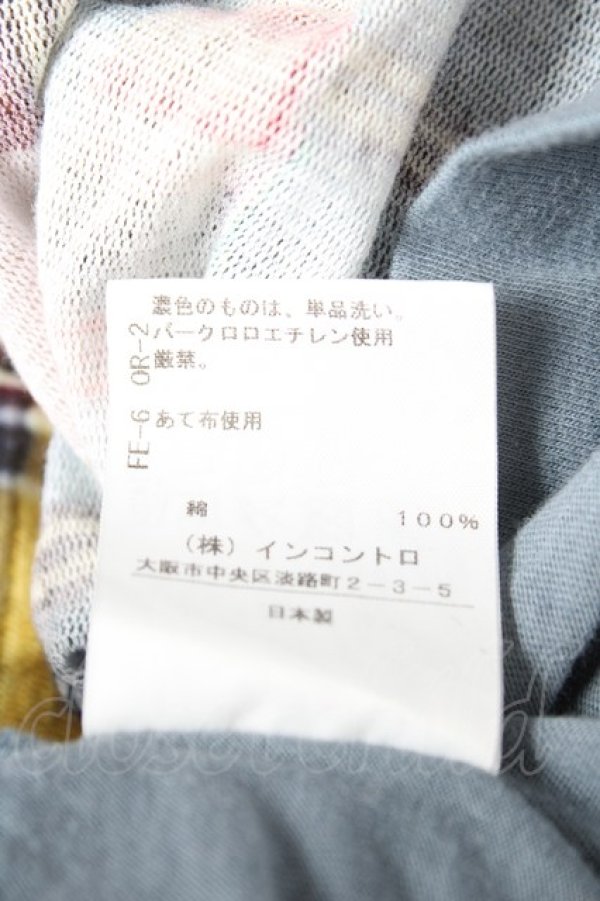 濃色のものは、単品洗い。
パークロロエチレン使用
厳禁。
あて布使用
FE-6 OR-2
綿 100%
(株)インコントロ
大阪市中央区淡路町2-3-5
日本製
closet child